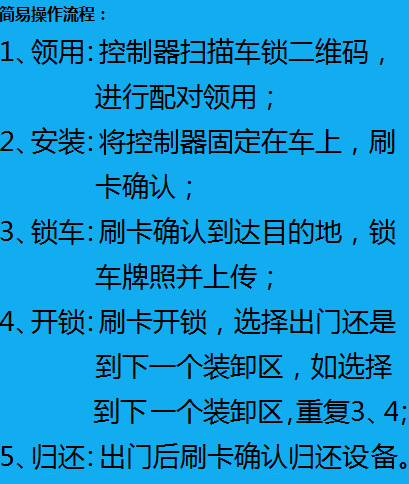 简易操作流程：
1、领用：控制器扫描车锁二维码，
进行配对领用；
2、安装：将控制器固定在车上，刷
卡确认；
3、锁车：刷卡确认到达目的地，锁
车牌照并上传；
4、开锁：刷卡开锁，选择出门还是
到下一个装卸区，如选择
到下一个装卸区,重复3、4;
5、归还：出门后刷卡确认归还设备。